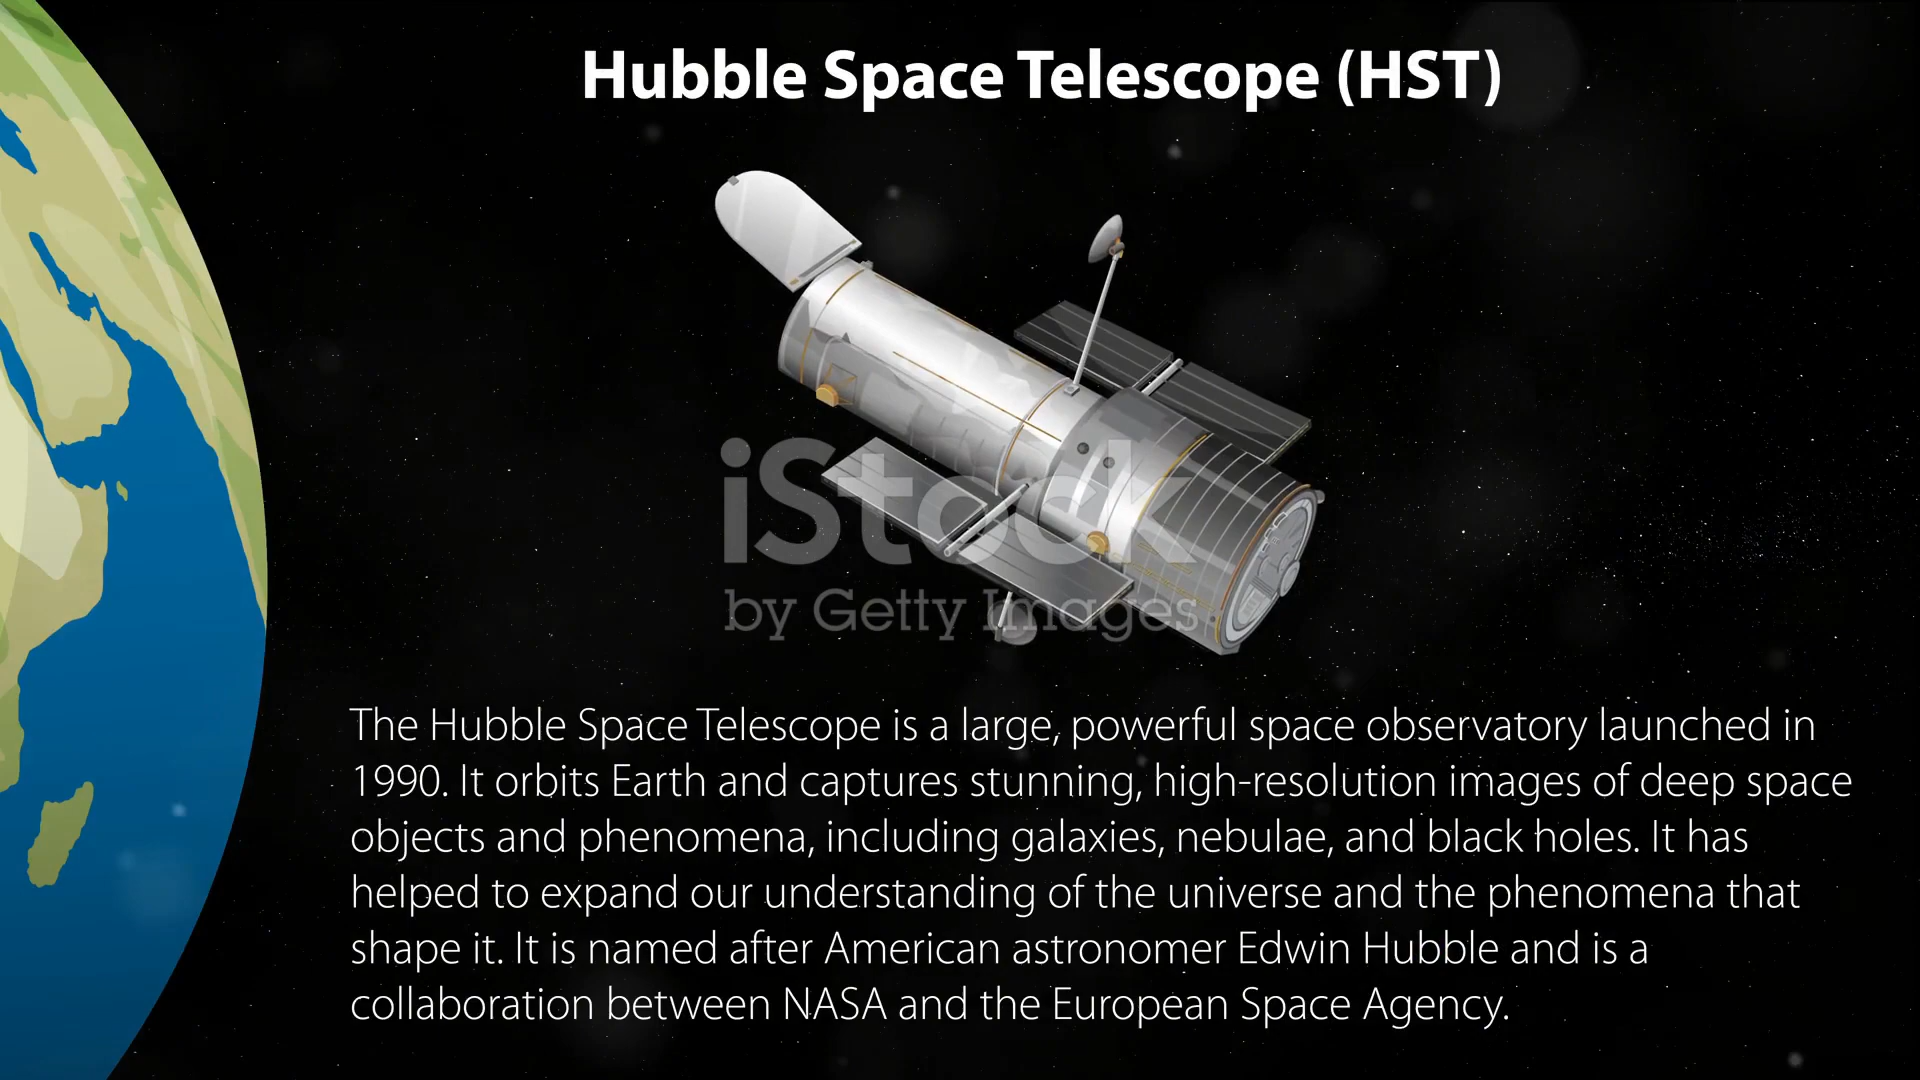 Hubble Space Telescope (HST)
iStock
by Getty Images
The Hubble Space Telescope is a large, powerful space observatory launched in
1990. It orbits Earth and captures stunning, high-resolution images of deep space
objects and phenomena, including galaxies, nebulae, and black holes. It has
helped to expand our understanding of the universe and the phenomena that
shape it. It is named after American astronomer Edwin Hubble and is a
collaboration between NASA and the European Space Agency.